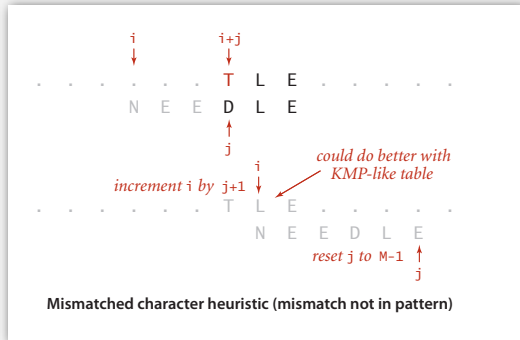 i i+j
. . . . . . T L E . . . . .
N E E D L E
j
could do better with
KMP-like table
i
increment i by j+1
. . . . . . T L E . . . . .
N E E D L E
reset j to M-1
j
Mismatched character heuristic (mismatch not in pattern)